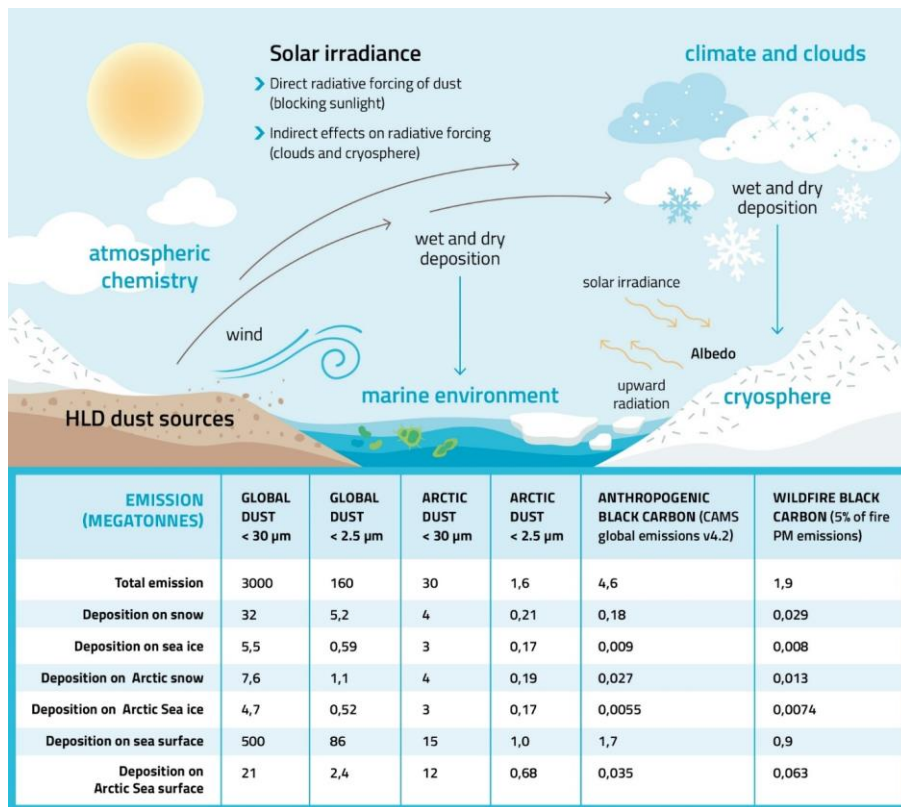 Solar irradiance
Direct radiative forcing of dust
(blocking sunlight)
Indirect effects on radiative forcing
(clouds and cryosphere)
climate and clouds
wet and dry
deposition
atmospheric
chemistry
wet and dry
deposition
solar irradiance
wind
Albedo
marine environment
upward
radiation
cryosphere
HLD dust sources
EMISSION
(MEGATONNES)
GLOBAL
DUST
< 30 µm
GLOBAL
DUST
< 2.5 µm
ARCTIC
DUST
< 30 µm
ARCTIC
DUST
< 2.5 µm
ANTHROPOGENIC
BLACK CARBON (CAMS
global emissions v4.2)
WILDFIRE BLACK
CARBON (5% of fire
PM emissions)
Total emission 3000 160 30 1,6 4,6 1,9
Deposition on snow 32 5,2 4 0,21 0,18 0,029
Deposition on sea ice 5,5 0,59 3 0,17 0,009 0,008
Deposition on Arctic snow 7,6 1,1 4 0,19 0,027 0,013
Deposition on Arctic Sea ice 4,7 0,52 3 0,17 0,0055 0,0074
Deposition on sea surface 500 86 15 1,0 1,7 0,9
Deposition on
Arctic Sea surface 21 2,4 12 0,68 0,035 0,063